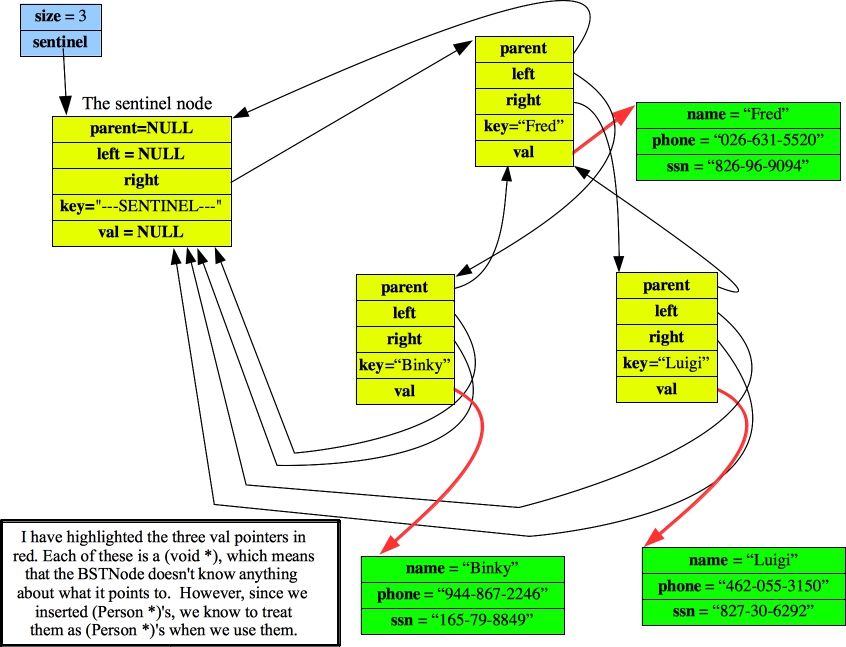 size = 3
sentinel
The sentinel node
parent=NULL
left = NULL
right
key="---SENTINEL---"
val = NULL
parent
left
right
key=“Fred”
val
name = “Fred”
phone = “026-631-5520”
ssn = “826-96-9094”
parent
left
right
key=“Binky”
val
parent
left
right
key=“Luigi”
val
I have highlighted the three val pointers in
red. Each of these is a (void *), which means
that the BSTNode doesn't know anything
about what it points to.  However, since we
inserted (Person *)'s, we know to treat
them as (Person *)'s when we use them.
name = “Binky”
phone = “944-867-2246”
ssn = “165-79-8849”
name = “Luigi”
phone = “462-055-3150”
ssn = “827-30-6292”